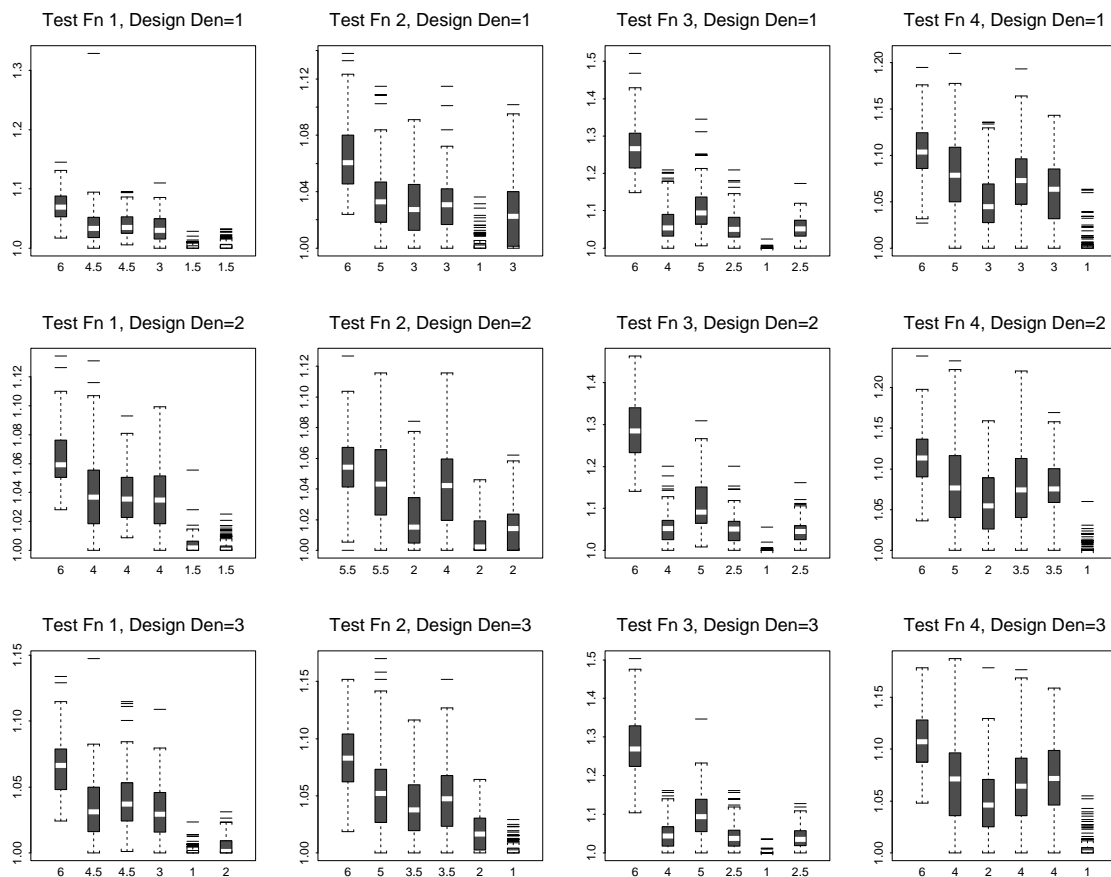 Test Fn 1, Design Den=1
Test Fn 2, Design Den=1
Test Fn 3, Design Den=1
Test Fn 4, Design Den=1
1.0 1.1 1.2 1.3
6 4.5 4.5 3 1.5 1.5
1.00 1.04 1.08 1.12
6 5 3 3 1 3
1.0 1.1 1.2 1.3 1.4 1.5
6 4 5 2.5 1 2.5
1.00 1.05 1.10 1.15 1.20
6 5 3 3 3 1
Test Fn 1, Design Den=2
Test Fn 2, Design Den=2
Test Fn 3, Design Den=2
Test Fn 4, Design Den=2
1.00 1.02 1.04 1.06 1.08 1.10 1.12
6 4 4 4 1.5 1.5
1.00 1.02 1.04 1.06 1.08 1.10 1.12
5.5 5.5 2 4 2 2
1.0 1.1 1.2 1.3 1.4
6 4 5 2.5 1 2.5
1.00 1.05 1.10 1.15 1.20
6 5 2 3.5 3.5 1
Test Fn 1, Design Den=3
Test Fn 2, Design Den=3
Test Fn 3, Design Den=3
Test Fn 4, Design Den=3
1.00 1.05 1.10 1.15
6 4.5 4.5 3 1 2
1.00 1.05 1.10 1.15
6 5 3.5 3.5 2 1
1.0 1.1 1.2 1.3 1.4 1.5
6 4 5 2.5 1 2.5
1.00 1.05 1.10 1.15
6 4 2 4 4 1